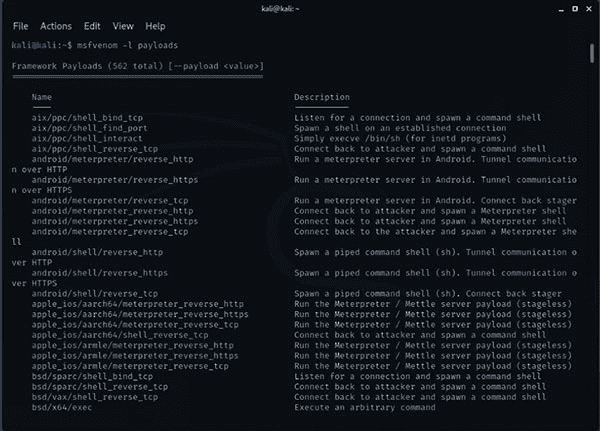 kali@kali: ~
File Actions Edit View Help
kali@kali:~$ msfvenom -l payloads
Framework Payloads (562 total) [--payload <value>]
==================================================
Name Description
---- -----------
aix/ppc/shell_bind_tcp Listen for a connection and spawn a command shell
aix/ppc/shell_find_port Spawn a shell on an established connection
aix/ppc/shell_interact Simply execve /bin/sh (for inetd programs)
aix/ppc/shell_reverse_tcp Connect back to attacker and spawn a command shell
android/meterpreter/reverse_http Run a meterpreter server in Android. Tunnel communicatio
n over HTTP
android/meterpreter/reverse_https Run a meterpreter server in Android. Tunnel communicatio
n over HTTPS
android/meterpreter/reverse_tcp Run a meterpreter server in Android. Connect back stager
android/meterpreter_reverse_http Connect back to attacker and spawn a Meterpreter shell
android/meterpreter_reverse_https Connect back to attacker and spawn a Meterpreter shell
android/meterpreter_reverse_tcp Connect back to the attacker and spawn a Meterpreter she
ll
android/shell/reverse_http Spawn a piped command shell (sh). Tunnel communication o
ver HTTP
android/shell/reverse_https Spawn a piped command shell (sh). Tunnel communication o
ver HTTPS
android/shell/reverse_tcp Spawn a piped command shell (sh). Connect back stager
apple_ios/aarch64/meterpreter_reverse_http Run the Meterpreter / Mettle server payload (stageless)
apple_ios/aarch64/meterpreter_reverse_https Run the Meterpreter / Mettle server payload (stageless)
apple_ios/aarch64/meterpreter_reverse_tcp Run the Meterpreter / Mettle server payload (stageless)
apple_ios/aarch64/shell_reverse_tcp Connect back to attacker and spawn a command shell
apple_ios/armle/meterpreter_reverse_http Run the Meterpreter / Mettle server payload (stageless)
apple_ios/armle/meterpreter_reverse_https Run the Meterpreter / Mettle server payload (stageless)
apple_ios/armle/meterpreter_reverse_tcp Run the Meterpreter / Mettle server payload (stageless)
bsd/sparc/shell_bind_tcp Listen for a connection and spawn a command shell
bsd/sparc/shell_reverse_tcp Connect back to attacker and spawn a command shell
bsd/vax/shell_reverse_tcp Connect back to attacker and spawn a command shell
bsd/x64/exec Execute an arbitrary command